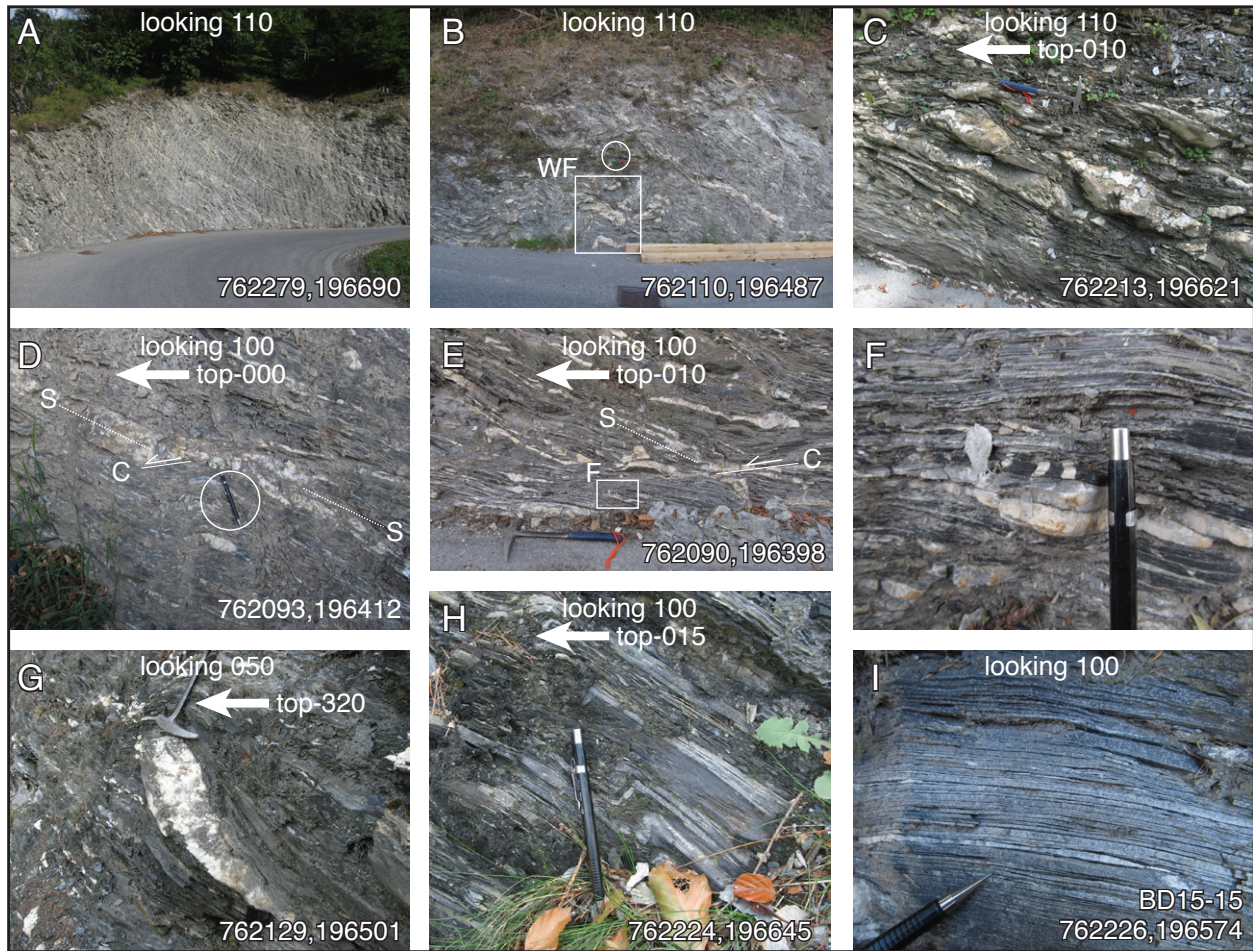 A
looking 110
762279,196690
B
looking 110
WF
762110,196487
C
looking 110
top-010
762213,196621
D
looking 100
top-000
S
C
S
762093,196412
E
looking 100
top-010
S
C
F
762090,196398
F
G
looking 050
top-320
762129,196501
H
looking 100
top-015
762224,196645
I
looking 100
BD15-15
762226,196574